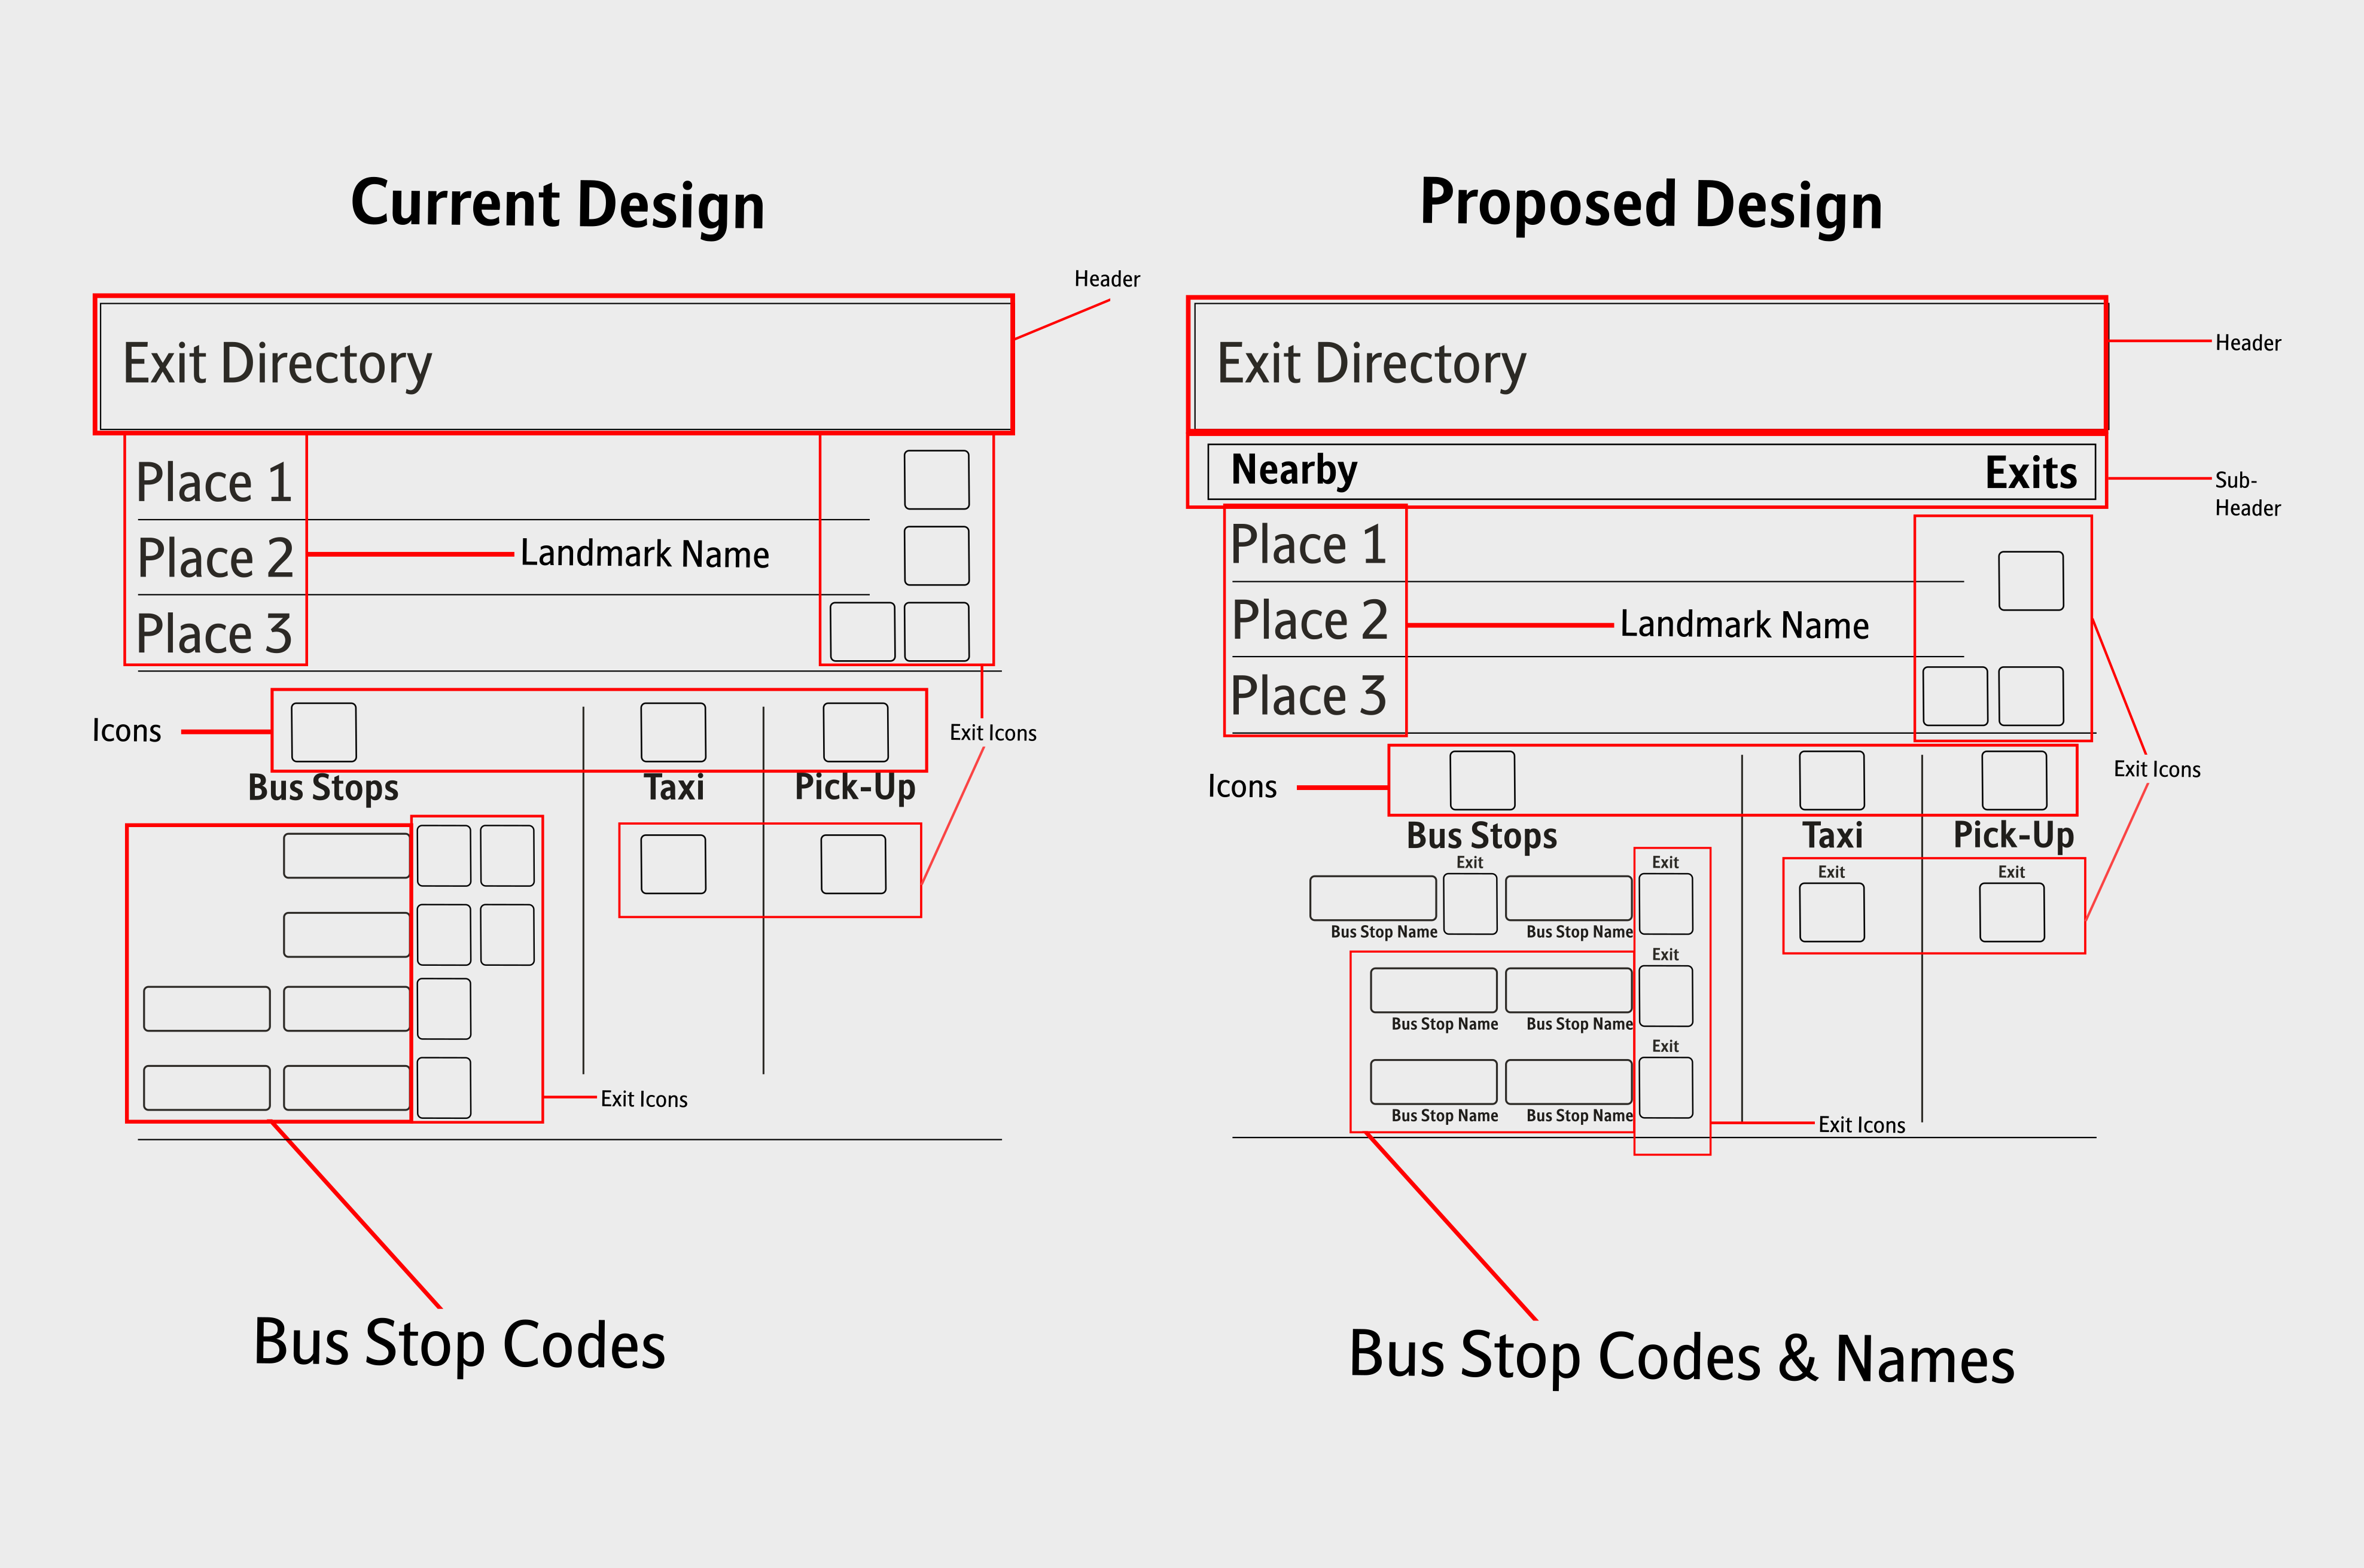 Current Design
Header
Exit Directory
Place 1
Place 2
Landmark Name
Place 3
Icons
Exit Icons
Bus Stops
Taxi
Pick-Up
Exit Icons
Bus Stop Codes
Proposed Design
Exit Directory
Header
Nearby
Exits
Sub-
Header
Place 1
Place 2
Landmark Name
Place 3
Icons
Exit Icons
Bus Stops
Taxi
Pick-Up
Exit
Exit
Exit
Exit
Bus Stop Name
Bus Stop Name
Exit
Bus Stop Name
Bus Stop Name
Exit
Bus Stop Name
Bus Stop Name
Exit Icons
Bus Stop Codes & Names